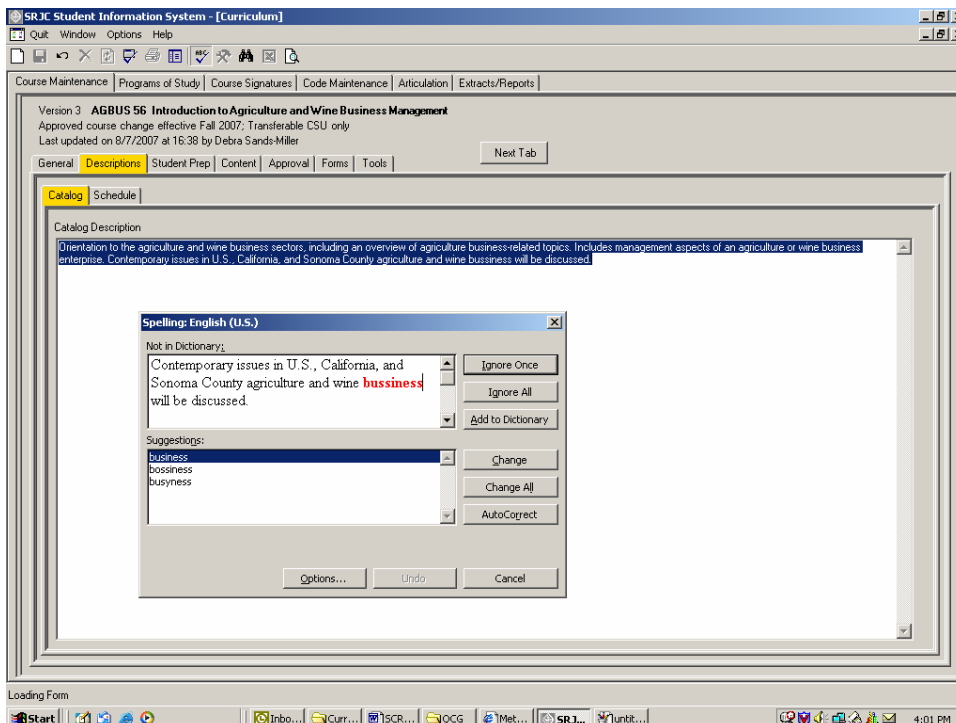 SRJC Student Information System - [Curriculum]
Quit Window Options Help
Course Maintenance Programs of Study Course Signatures Code Maintenance Articulation Extracts/Reports
Version 3 AGBUS 56 Introduction to Agriculture and Wine Business Management
Approved course change effective Fall 2007; Transferable CSU only
Last updated on 8/7/2007 at 16:38 by Debra Sands-Miller
Next Tab
General Descriptions Student Prep Content Approval Forms Tools
Catalog Schedule
Catalog Description
Orientation to the agriculture and wine business sectors, including an overview of agriculture business-related topics. Includes management aspects of an agriculture or wine business
enterprise. Contemporary issues in U.S., California, and Sonoma County agriculture and wine bussiness will be discussed.
Spelling: English (U.S.)
Not in Dictionary:
Contemporary issues in U.S., California, and
Sonoma County agriculture and wine bussiness
will be discussed.
Ignore Once
Ignore All
Add to Dictionary
Suggestions:
business
bossiness
busyness
Change
Change All
AutoCorrect
Options... Undo Cancel
Loading Form
Start Inbo... Curr... SCR... OCG Met... SRJ... untit... 4:01 PM